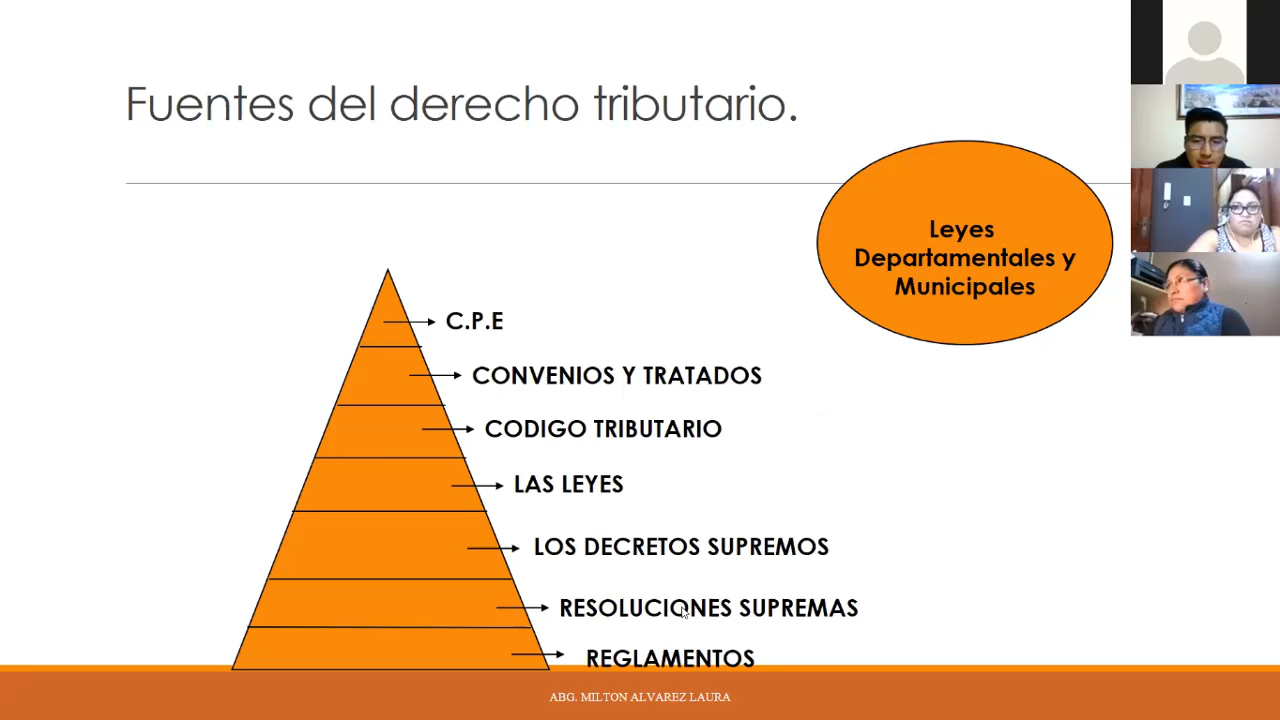 Fuentes del derecho tributario.
Leyes
Departamentales y
Municipales
C.P.E
CONVENIOS Y TRATADOS
CODIGO TRIBUTARIO
LAS LEYES
LOS DECRETOS SUPREMOS
RESOLUCIONES SUPREMAS
REGLAMENTOS
ABG. MILTON ALVAREZ LAURA